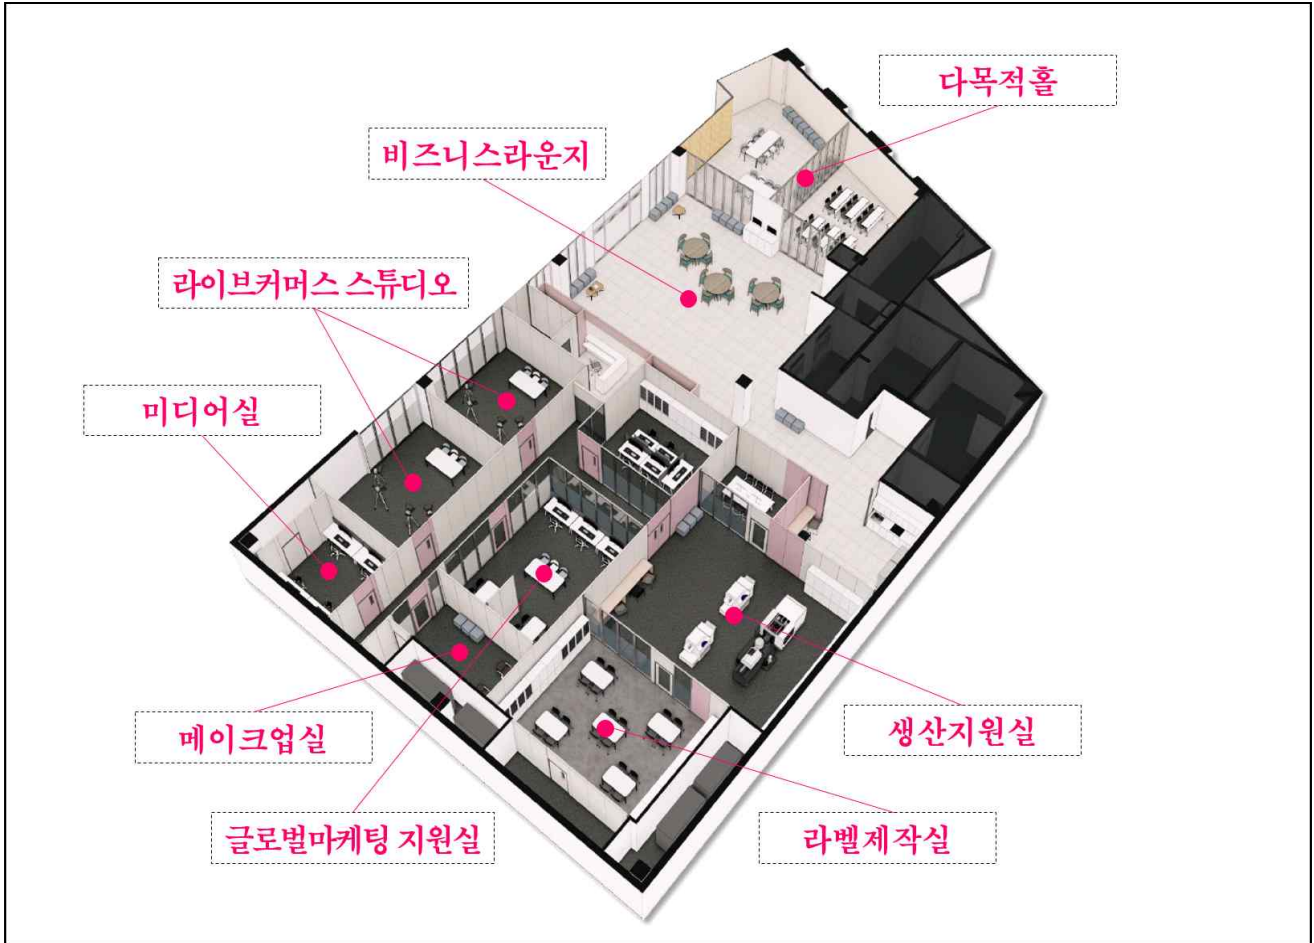 다목적홀
비즈니스라운지
라이브커머스 스튜디오
미디어실
메이크업실
생산지원실
글로벌마케팅 지원실
라벨제작실